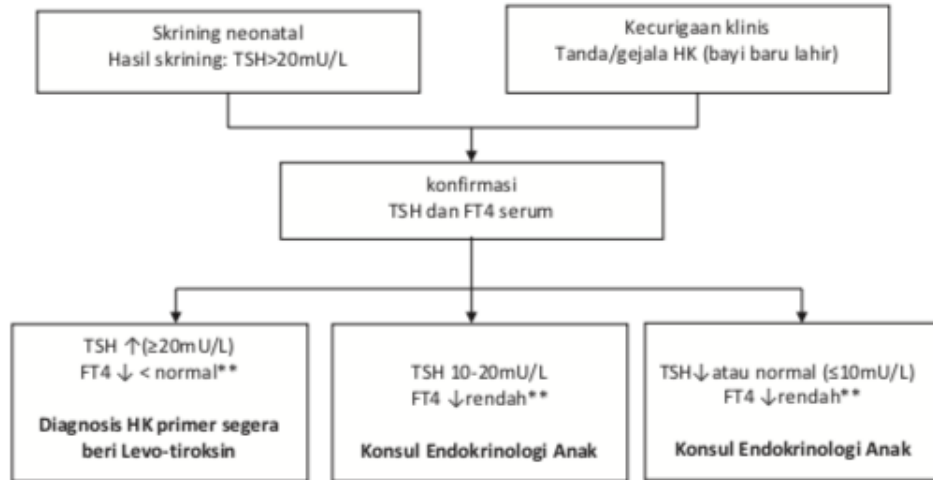 Skrining neonatal
Hasil skrining: TSH>20mU/L
Kecurigaan klinis
Tanda/gejala HK (bayi baru lahir)
konfirmasi
TSH dan FT4 serum
TSH ↑(≥20mU/L)
FT4 ↓ < normal**
Diagnosis HK primer segera
beri Levo-tiroksin
TSH 10-20mU/L
FT4 ↓rendah**
Konsul Endokrinologi Anak
TSH↓atau normal (≤10mU/L)
FT4 ↓rendah**
Konsul Endokrinologi Anak